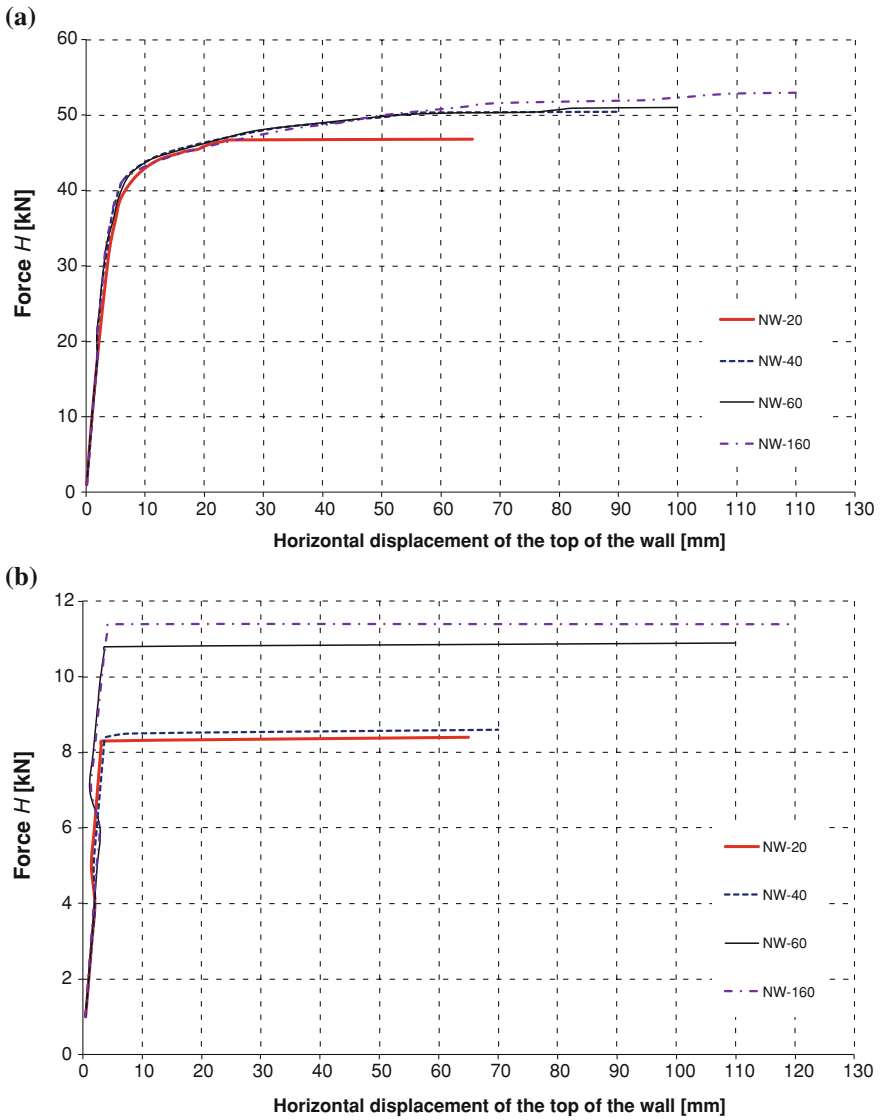 (a)
60
50
40
30
20
10
0
Force H [kN]
NW-20
NW-40
NW-60
NW-160
0 10 20 30 40 50 60 70 80 90 100 110 110 130
Horizontal displacement of the top of the wall [mm]
(b)
12
10
8
6
4
2
0
Force H [kN]
NW-20
NW-40
NW-60
NW-160
0 10 20 30 40 50 60 70 80 90 100 110 120 130
Horizontal displacement of the top of the wall [mm]